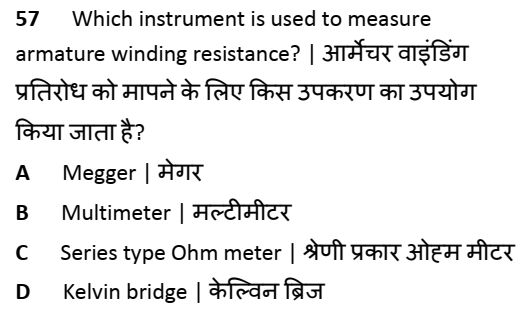 57 Which instrument is used to measure
armature winding resistance? | आर्मेचर वाइंडिंग
प्रतिरोध को मापने के लिए किस उपकरण का उपयोग
किया जाता है?
A Megger | मेगर
B Multimeter | मल्टीमीटर
C Series type Ohm meter | श्रेणी प्रकार ओह्म मीटर
D Kelvin bridge | केल्विन ब्रिज